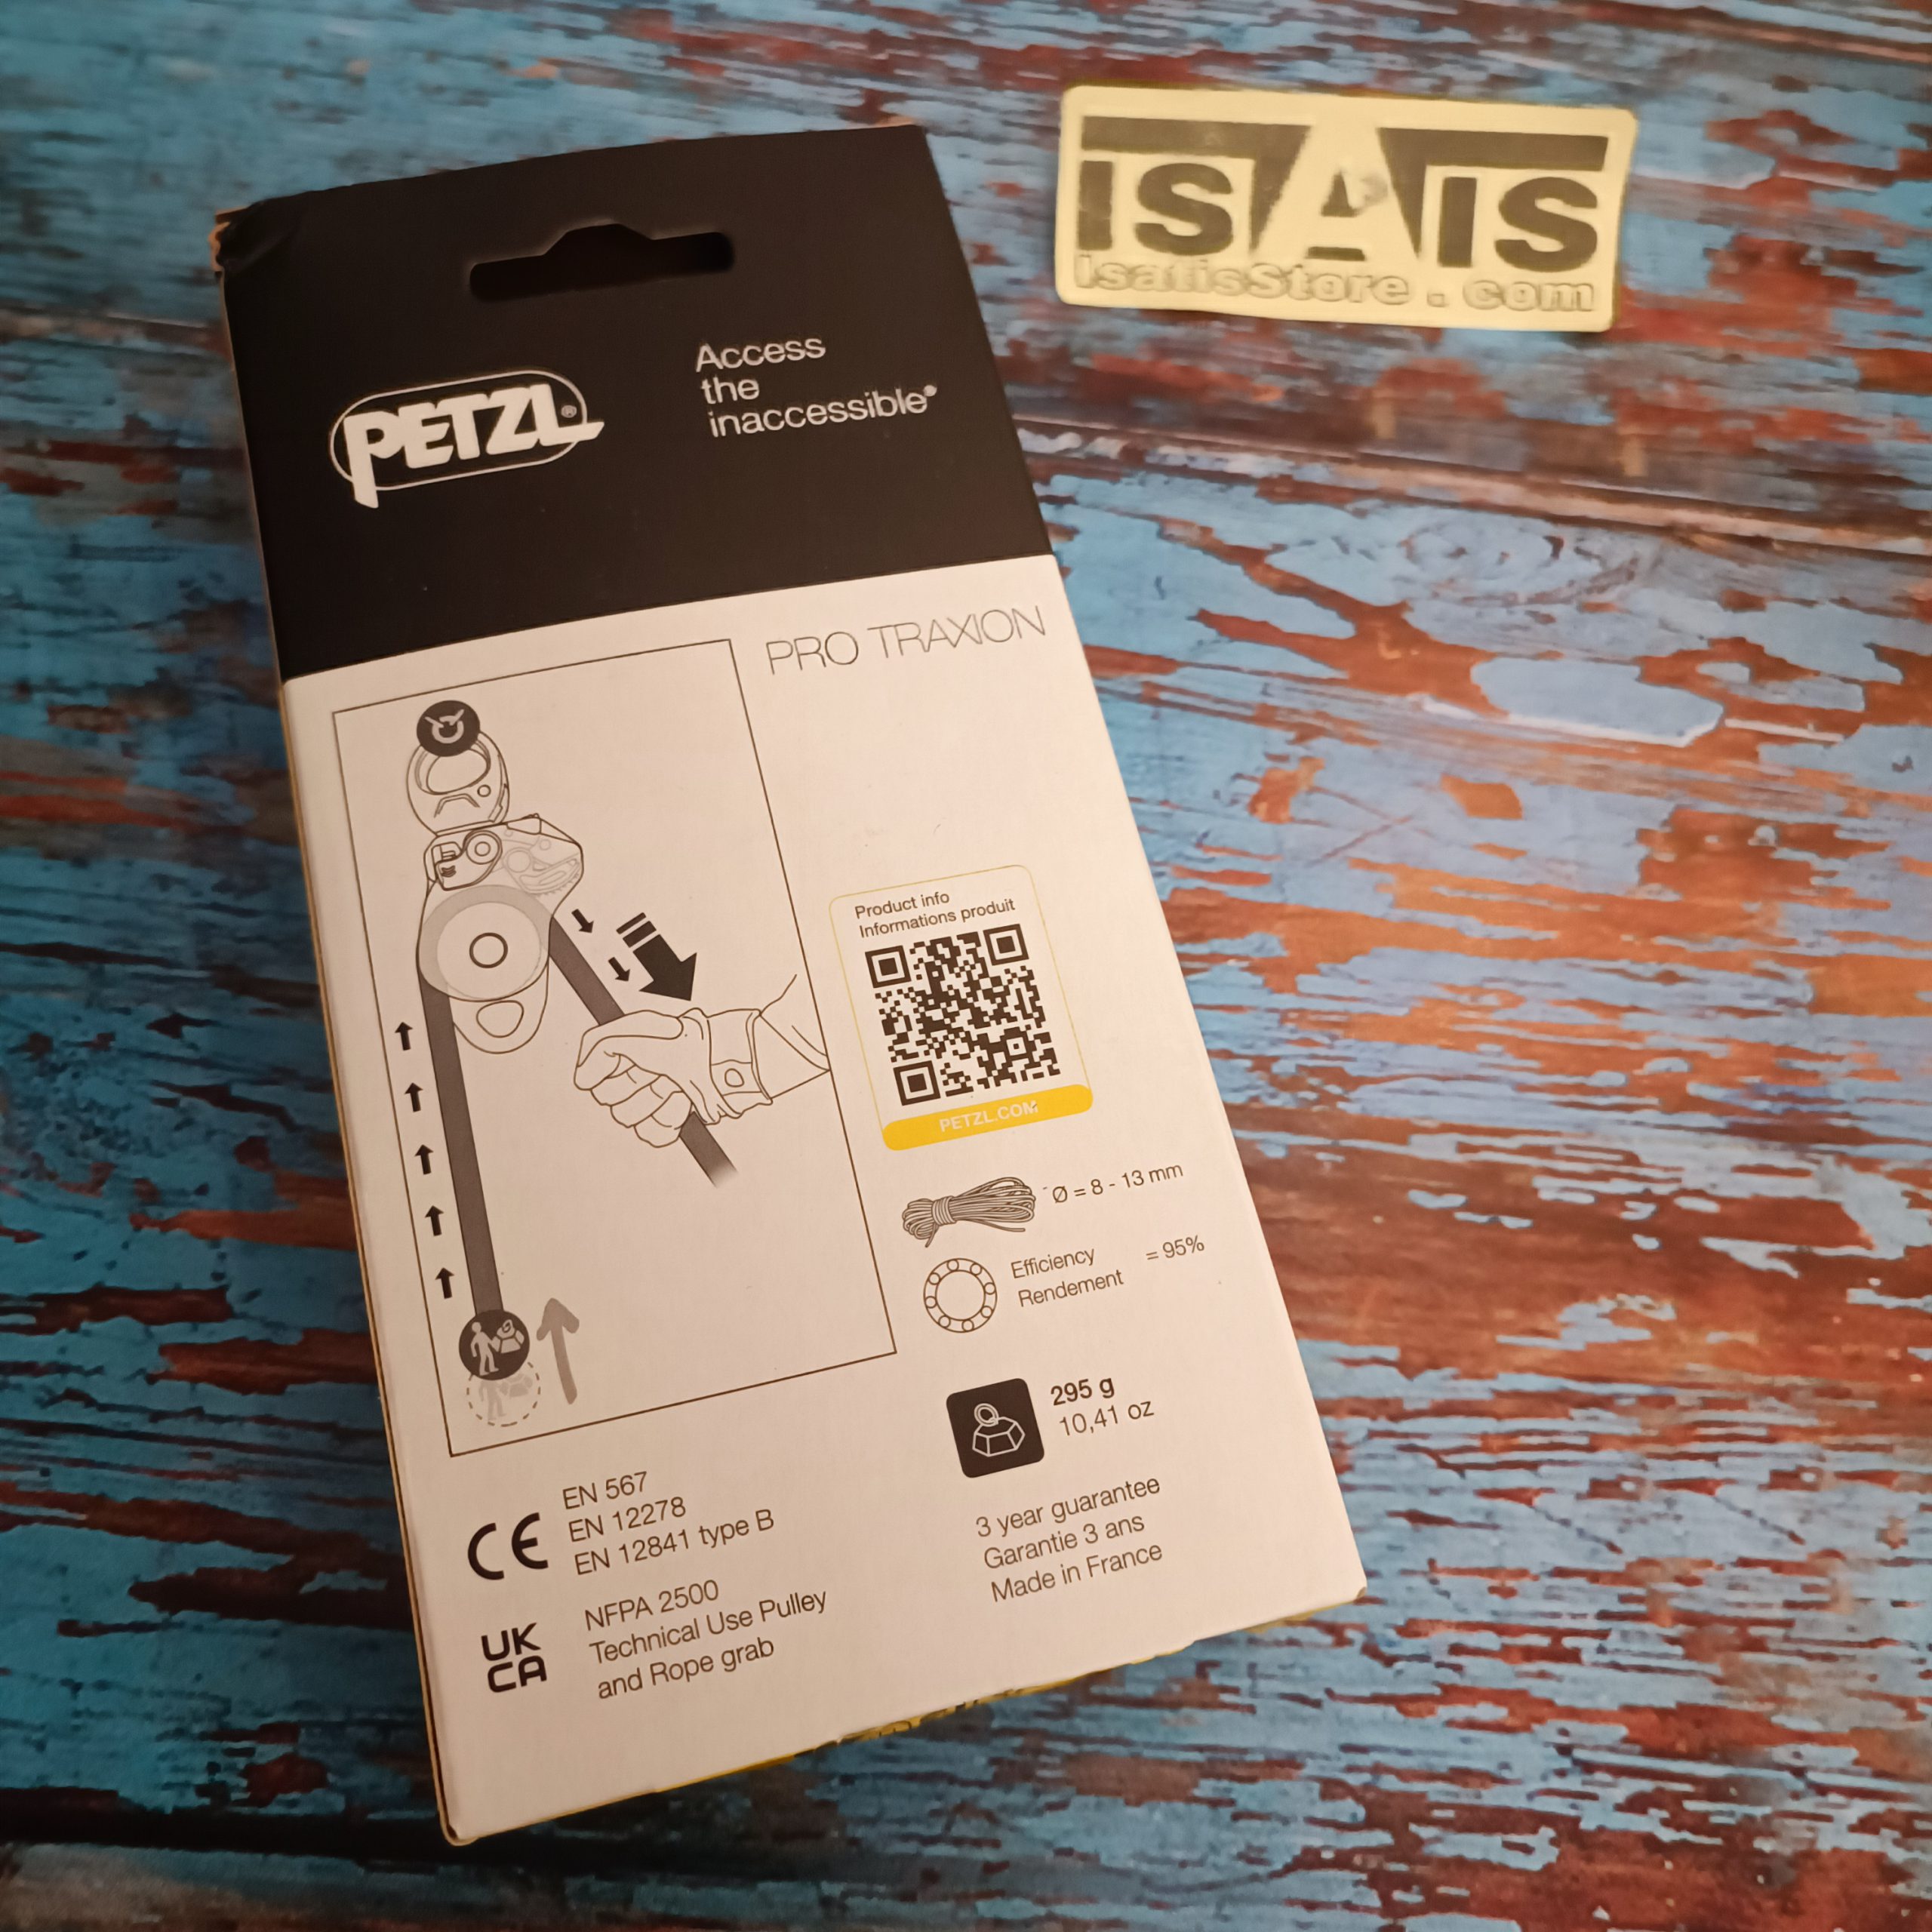 ISATIS
IsatisStore.com
PETZL®
Access
the
inaccessible®
PRO TRAXION
Product info
Informations produit
PETZL.COM
Ø = 8 - 13 mm
Efficiency = 95%
Rendement
295 g
10,41 oz
CE
EN 567
EN 12278
EN 12841 type B
UK
CA
NFPA 2500
Technical Use Pulley
and Rope grab
3 year guarantee
Garantie 3 ans
Made in France